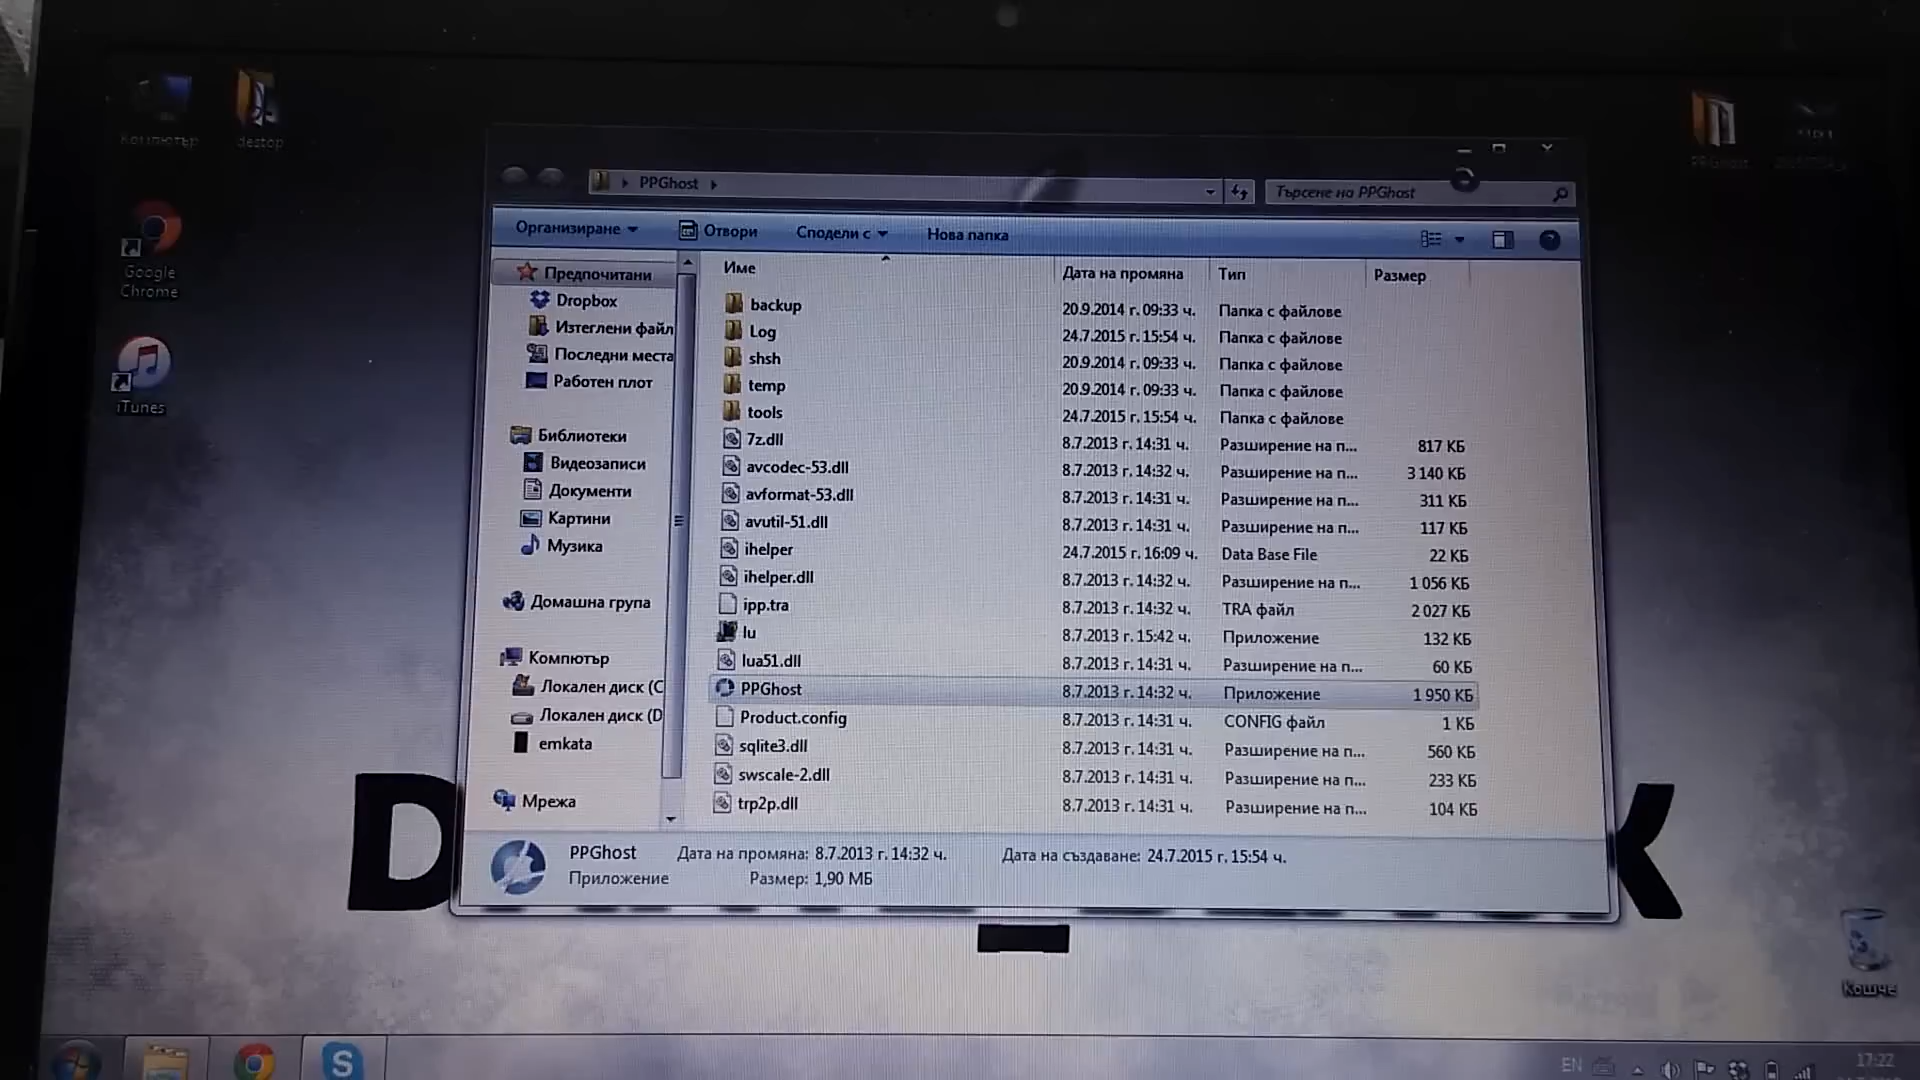 Компютър
destop
PPGhost
PPGhost
Търсене на PPGhost
Организиране
Отвори
Сподели с
Нова папка
Google
Chrome
iTunes
Предпочитани
Dropbox
Изтеглени файл
Последни места
Работен плот
Библиотеки
Видеозаписи
Документи
Картини
Музика
Домашна група
Компютър
Локален диск (C
Локален диск (D
emkata
Мрежа
Име Дата на промяна Тип Размер
backup 20.9.2014 г. 09:33 ч. Папка с файлове
Log 24.7.2015 г. 15:54 ч. Папка с файлове
shsh 20.9.2014 г. 09:33 ч. Папка с файлове
temp 20.9.2014 г. 09:33 ч. Папка с файлове
tools 24.7.2015 г. 15:54 ч. Папка с файлове
7z.dll 8.7.2013 г. 14:31 ч. Разширение на п... 817 КБ
avcodec-53.dll 8.7.2013 г. 14:32 ч. Разширение на п... 3 140 КБ
avformat-53.dll 8.7.2013 г. 14:31 ч. Разширение на п... 311 КБ
avutil-51.dll 8.7.2013 г. 14:31 ч. Разширение на п... 117 КБ
ihelper 24.7.2015 г. 16:09 ч. Data Base File 22 КБ
ihelper.dll 8.7.2013 г. 14:32 ч. Разширение на п... 1 056 КБ
ipp.tra 8.7.2013 г. 14:32 ч. TRA файл 2 027 КБ
lu 8.7.2013 г. 15:42 ч. Приложение 132 КБ
lua51.dll 8.7.2013 г. 14:31 ч. Разширение на п... 60 КБ
PPGhost 8.7.2013 г. 14:32 ч. Приложение 1 950 КБ
Product.config 8.7.2013 г. 14:31 ч. CONFIG файл 1 КБ
sqlite3.dll 8.7.2013 г. 14:31 ч. Разширение на п... 560 КБ
swscale-2.dll 8.7.2013 г. 14:31 ч. Разширение на п... 233 КБ
trp2p.dll 8.7.2013 г. 14:31 ч. Разширение на п... 104 КБ
PPGhost Дата на промяна: 8.7.2013 г. 14:32 ч. Дата на създаване: 24.7.2015 г. 15:54 ч.
Приложение Размер: 1,90 МБ
D
K
Кошче
EN
17:22